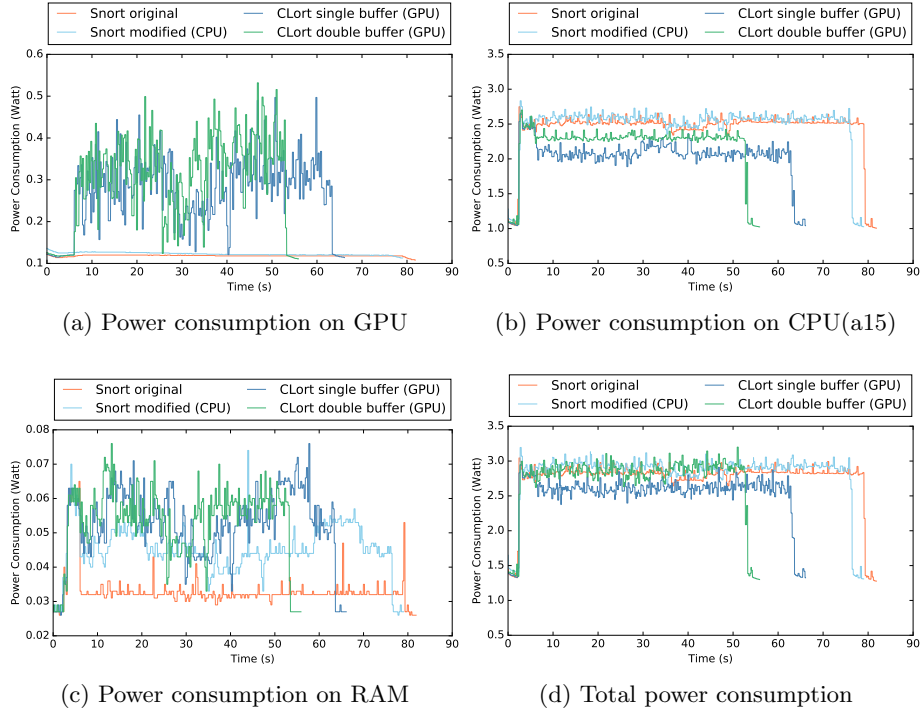 Snort original
Snort modified (CPU)
CLort single buffer (GPU)
CLort double buffer (GPU)
0.6
0.5
0.4
0.3
0.2
0.1
Power Consumption (Watt)
0 10 20 30 40 50 60 70 80 90
Time (s)
(a) Power consumption on GPU
Snort original
Snort modified (CPU)
CLort single buffer (GPU)
CLort double buffer (GPU)
3.5
3.0
2.5
2.0
1.5
1.0
0.5
Power Consumption (Watt)
0 10 20 30 40 50 60 70 80 90
Time (s)
(b) Power consumption on CPU(a15)
Snort original
Snort modified (CPU)
CLort single buffer (GPU)
CLort double buffer (GPU)
0.08
0.07
0.06
0.05
0.04
0.03
0.02
Power Consumption (Watt)
0 10 20 30 40 50 60 70 80 90
Time (s)
(c) Power consumption on RAM
Snort original
Snort modified (CPU)
CLort single buffer (GPU)
CLort double buffer (GPU)
3.5
3.0
2.5
2.0
1.5
1.0
0.5
Power Consumption (Watt)
0 10 20 30 40 50 60 70 80 90
Time (s)
(d) Total power consumption